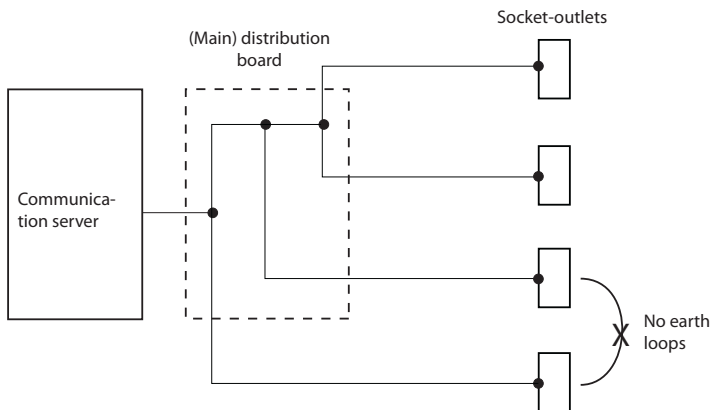 Socket-outlets
(Main) distribution
board
Communica-
tion server
No earth
loops
X